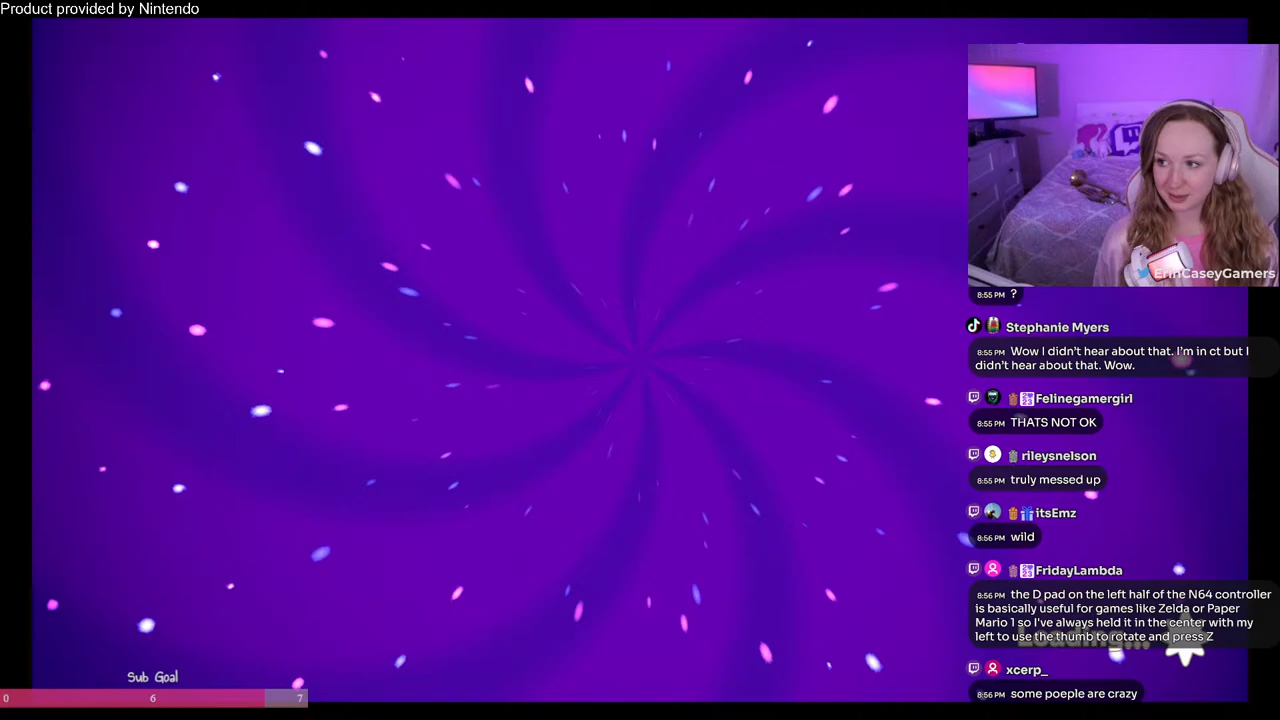 Product provided by Nintendo
ErinCaseyGamers
8:55 PM ?
Stephanie Myers
8:55 PM Wow I didn't hear about that. I'm in ct but I
didn't hear about that. Wow.
Felinegamergirl
8:55 PM THATS NOT OK
rileysnelson
8:55 PM truly messed up
itsEmz
8:56 PM wild
FridayLambda
8:56 PM the D pad on the left half of the N64 controller
is basically useful for games like Zelda or Paper
Mario 1 so I've always held it in the center with my
left to use the thumb to rotate and press Z
Loading...
xcerp_
8:56 PM some poeple are crazy
Sub Goal
0 6 7